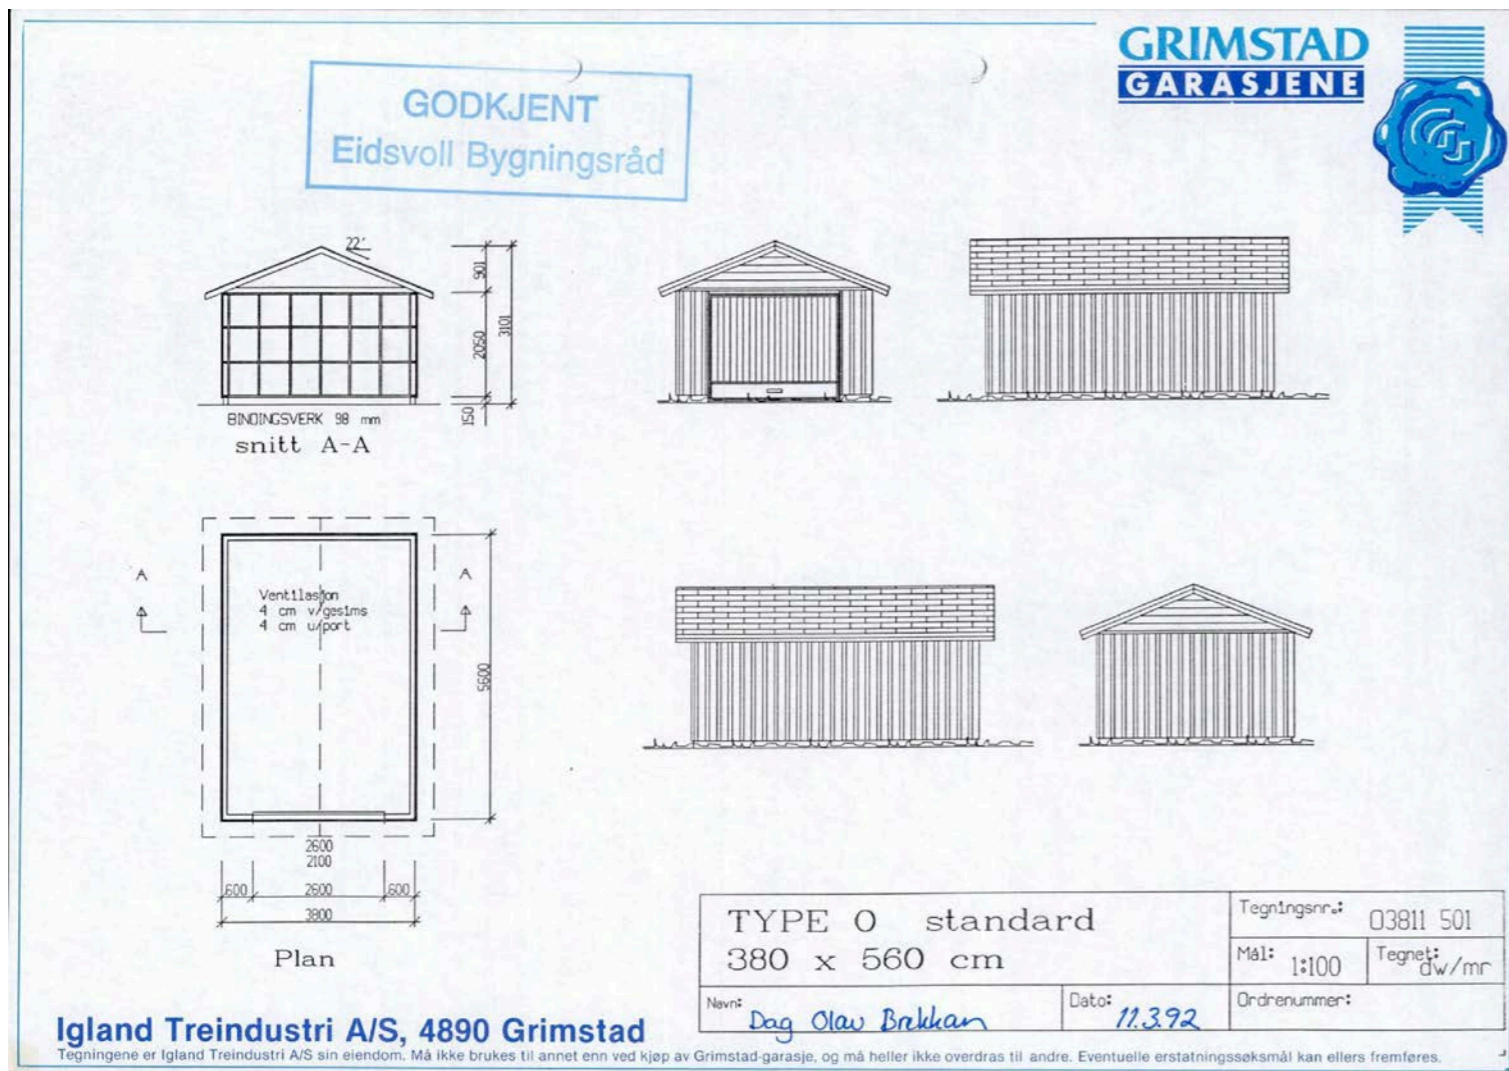 GRIMSTAD
GARASJENE
GODKJENT
Eidsvoll Bygningsråd
22°
901
2050
3101
150
BINDINGSVERK 98 mm
snitt A-A
A
A
Ventilasjon
4 cm v/gesims
4 cm u/port
5600
2600
2100
600
2600
600
3800
Plan
TYPE O standard
380 x 560 cm
Tegningsnr.:
03811 501
Mål:
1:100
Tegnet:
dw/mr
Navn:
Dag Olav Brekkan
Dato:
11.3.92
Ordrenummer:
Igland Treindustri A/S, 4890 Grimstad
Tegningene er Igland Treindustri A/S sin eiendom. Må ikke brukes til annet enn ved kjøp av Grimstad-garasje, og må heller ikke overdras til andre. Eventuelle erstatningssøksmål kan ellers fremføres.